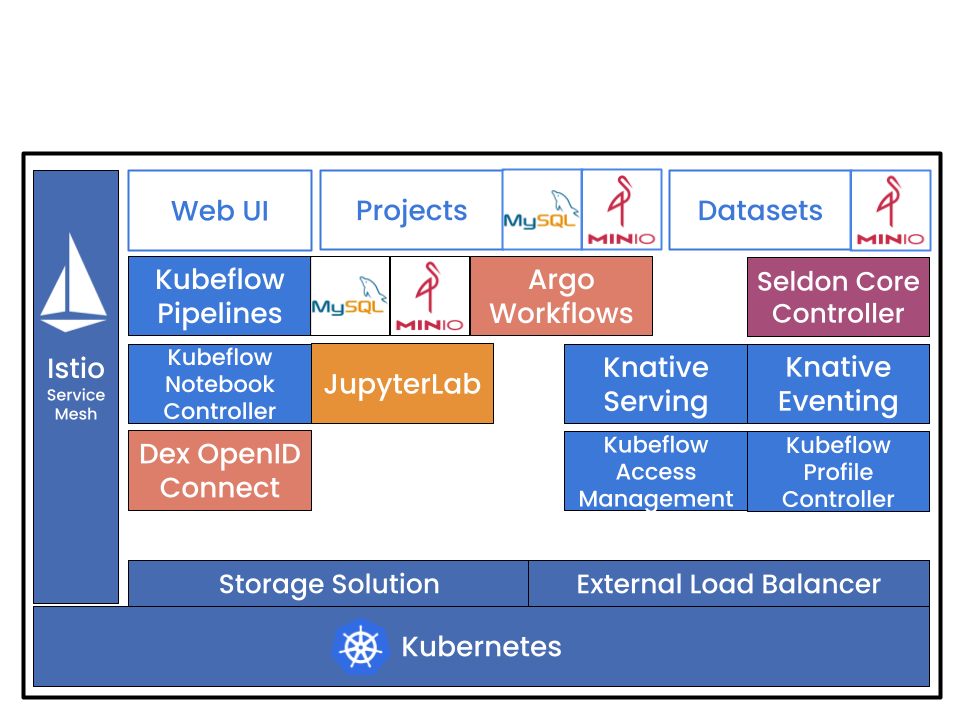 Web UI
Projects
MySQL
MINIO
Datasets
MINIO
Kubeflow
Pipelines
MySQL
MINIO
Argo
Workflows
Seldon Core
Controller
Istio
Service
Mesh
Kubeflow
Notebook
Controller
JupyterLab
Knative
Serving
Knative
Eventing
Dex OpenID
Connect
Kubeflow
Access
Management
Kubeflow
Profile
Controller
Storage Solution
External Load Balancer
Kubernetes